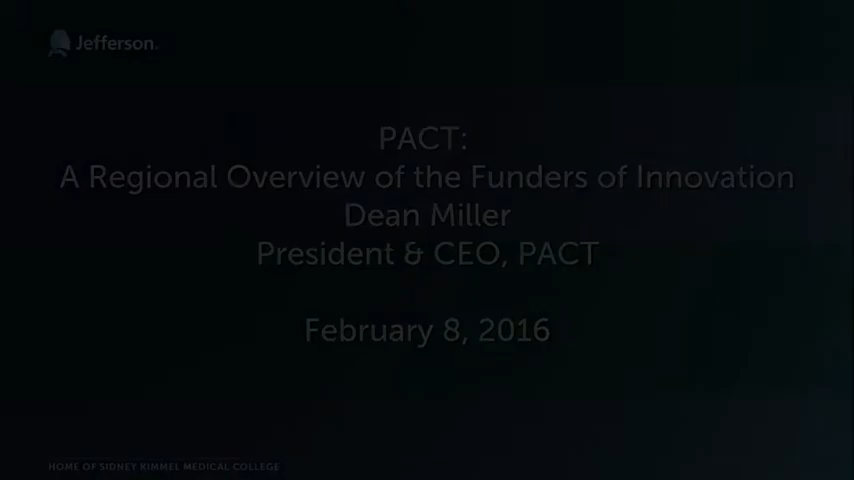 Jefferson.
PACT:
A Regional Overview of the Funders of Innovation
Dean Miller
President & CEO, PACT
February 8, 2016
HOME OF SIDNEY KIMMEL MEDICAL COLLEGE